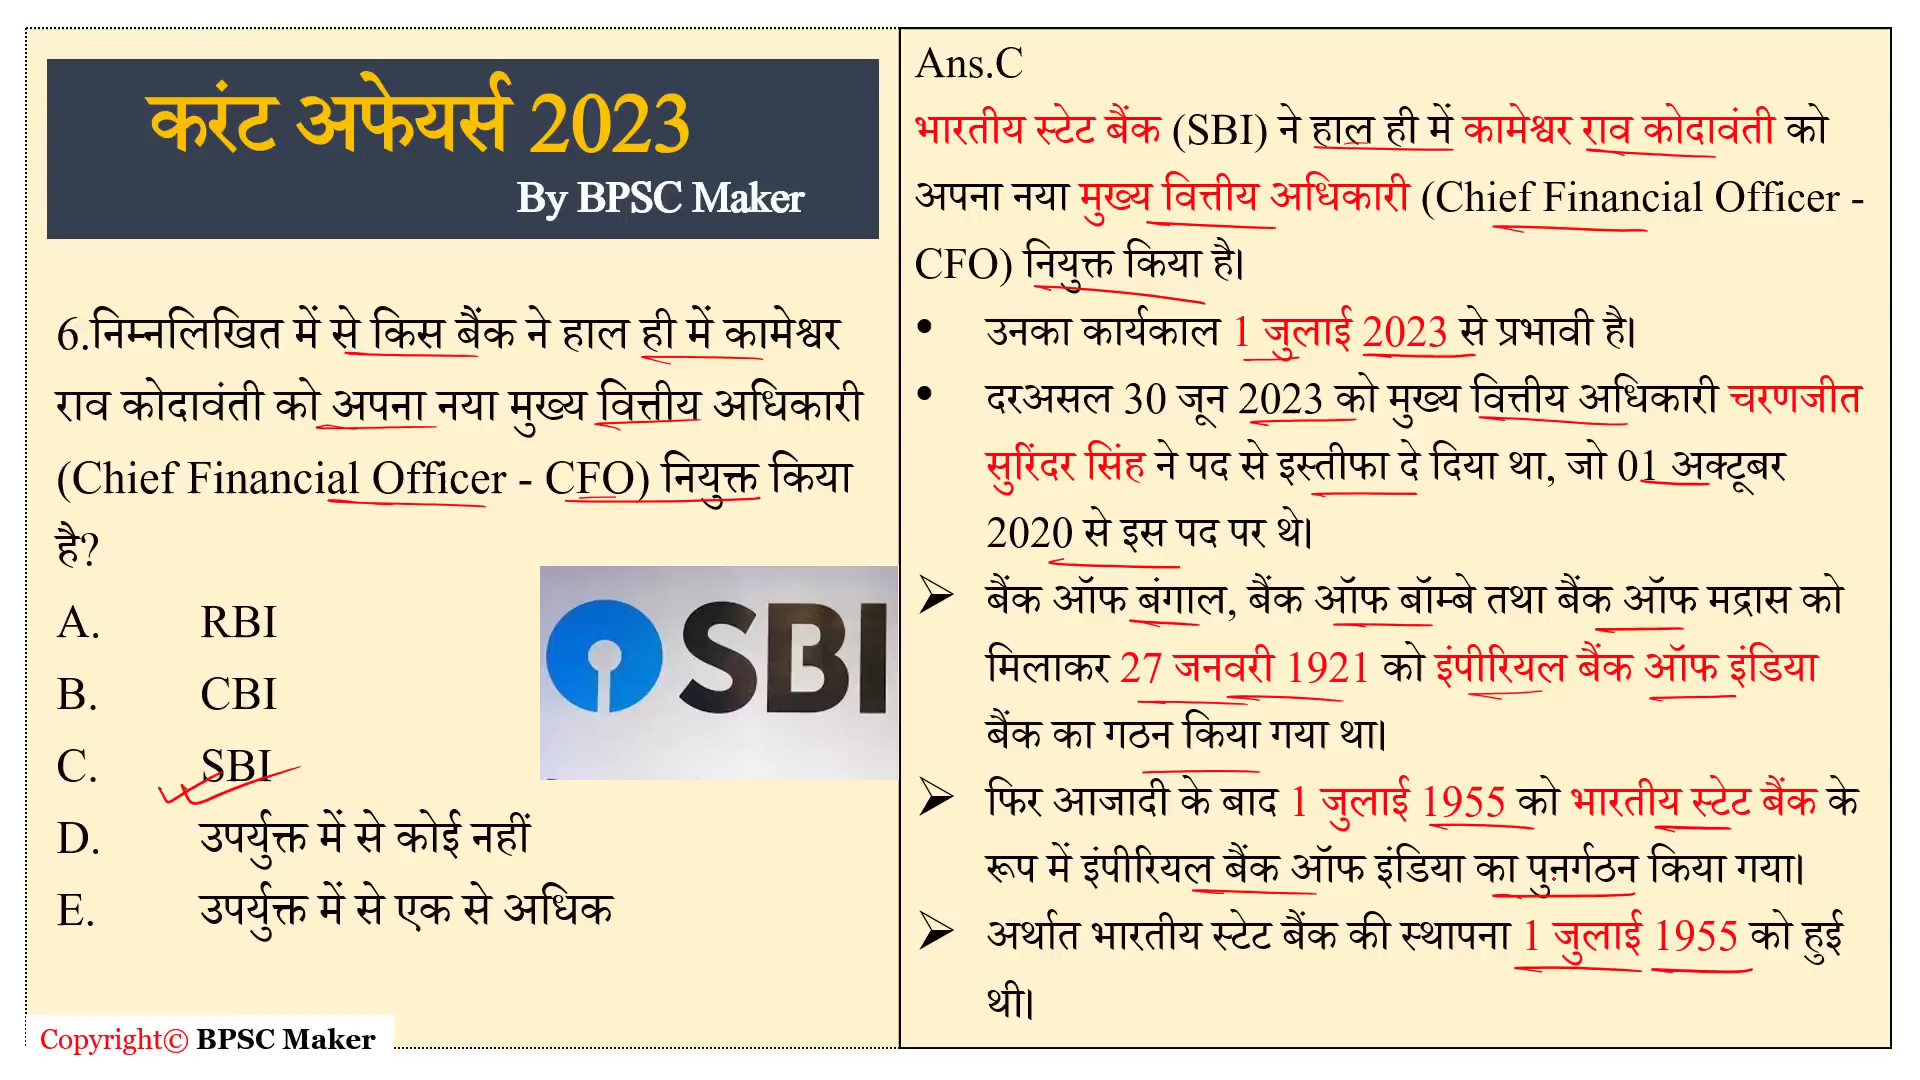 करंट अफेयर्स 2023
By BPSC Maker
6.निम्नलिखित में से किस बैंक ने हाल ही में कामेश्वर
राव कोदावंती को अपना नया मुख्य वित्तीय अधिकारी
(Chief Financial Officer - CFO) नियुक्त किया
है?
A. RBI
B. CBI
C. SBI
D. उपर्युक्त में से कोई नहीं
E. उपर्युक्त में से एक से अधिक
SBI
Copyright© BPSC Maker
Ans.C
भारतीय स्टेट बैंक (SBI) ने हाल ही में कामेश्वर राव कोदावंती को
अपना नया मुख्य वित्तीय अधिकारी (Chief Financial Officer -
CFO) नियुक्त किया है।
• उनका कार्यकाल 1 जुलाई 2023 से प्रभावी है।
• दरअसल 30 जून 2023 को मुख्य वित्तीय अधिकारी चरणजीत
सुरिंदर सिंह ने पद से इस्तीफा दे दिया था, जो 01 अक्टूबर
2020 से इस पद पर थे।
➢ बैंक ऑफ बंगाल, बैंक ऑफ बॉम्बे तथा बैंक ऑफ मद्रास को
मिलाकर 27 जनवरी 1921 को इंपीरियल बैंक ऑफ इंडिया
बैंक का गठन किया गया था।
➢ फिर आजादी के बाद 1 जुलाई 1955 को भारतीय स्टेट बैंक के
रूप में इंपीरियल बैंक ऑफ इंडिया का पुनर्गठन किया गया।
➢ अर्थात भारतीय स्टेट बैंक की स्थापना 1 जुलाई 1955 को हुई
थी।